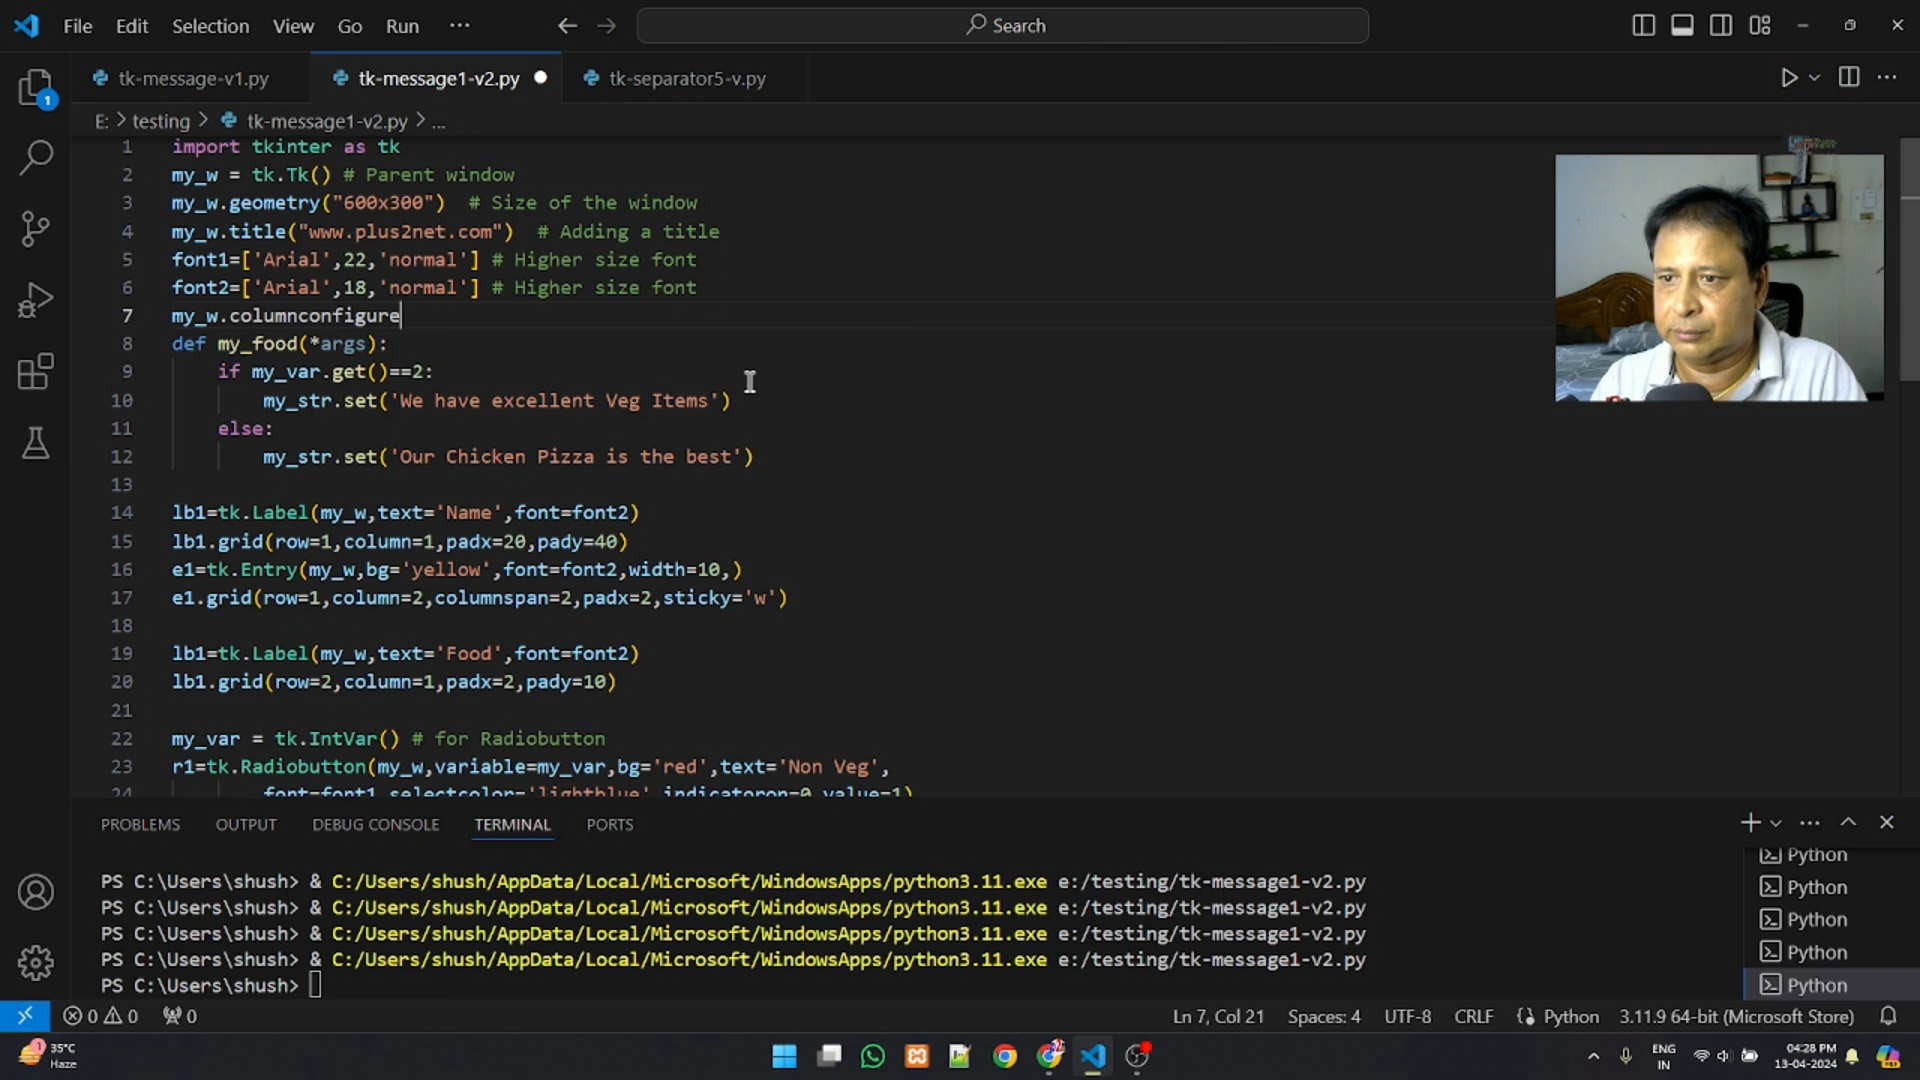 File Edit Selection View Go Run ··· Search
tk-message-v1.py tk-message1-v2.py tk-separator5-v.py
E: > testing > tk-message1-v2.py > ...
1 import tkinter as tk
2 my_w = tk.Tk() # Parent window
3 my_w.geometry("600x300")  # Size of the window
4 my_w.title("www.plus2net.com")  # Adding a title
5 font1=['Arial',22,'normal'] # Higher size font
6 font2=['Arial',18,'normal'] # Higher size font
7 my_w.columnconfigure
8 def my_food(*args):
9     if my_var.get()==2:
10         my_str.set('We have excellent Veg Items')
11     else:
12         my_str.set('Our Chicken Pizza is the best')
13
14 lb1=tk.Label(my_w,text='Name',font=font2)
15 lb1.grid(row=1,column=1,padx=20,pady=40)
16 e1=tk.Entry(my_w,bg='yellow',font=font2,width=10,)
17 e1.grid(row=1,column=2,columnspan=2,padx=2,sticky='w')
18
19 lb1=tk.Label(my_w,text='Food',font=font2)
20 lb1.grid(row=2,column=1,padx=2,pady=10)
21
22 my_var = tk.IntVar() # for Radiobutton
23 r1=tk.Radiobutton(my_w,variable=my_var,bg='red',text='Non Veg',
24         font=font1,selectcolor='lightblue',indicatoron=0,value=1)
PROBLEMS OUTPUT DEBUG CONSOLE TERMINAL PORTS
PS C:\Users\shush> & C:/Users/shush/AppData/Local/Microsoft/WindowsApps/python3.11.exe e:/testing/tk-message1-v2.py
PS C:\Users\shush> & C:/Users/shush/AppData/Local/Microsoft/WindowsApps/python3.11.exe e:/testing/tk-message1-v2.py
PS C:\Users\shush> & C:/Users/shush/AppData/Local/Microsoft/WindowsApps/python3.11.exe e:/testing/tk-message1-v2.py
PS C:\Users\shush> & C:/Users/shush/AppData/Local/Microsoft/WindowsApps/python3.11.exe e:/testing/tk-message1-v2.py
PS C:\Users\shush>
Python
Python
Python
Python
Python
0 0 0 Ln 7, Col 21 Spaces: 4 UTF-8 CRLF Python 3.11.9 64-bit (Microsoft Store)
35°C
Haze
ENG
IN
04:28 PM
13-04-2024